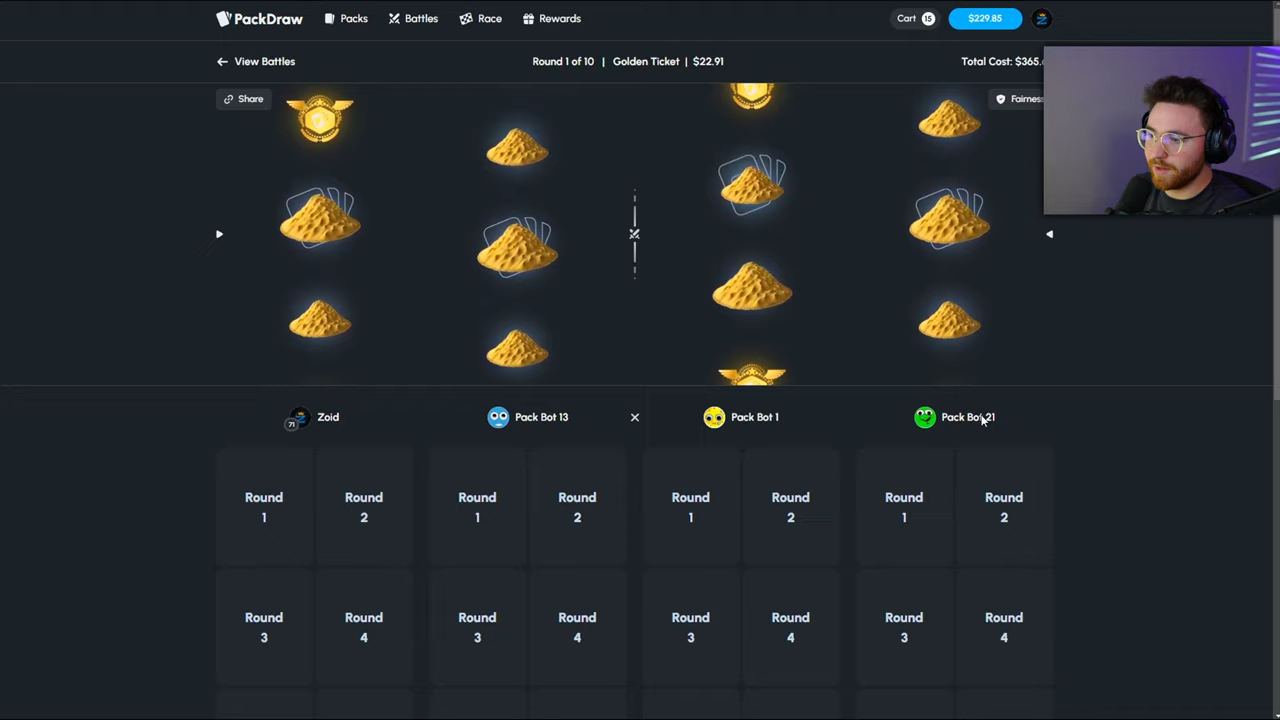 PackDraw Packs Battles Race Rewards Cart 15 $229.85
View Battles Round 1 of 10 | Golden Ticket | $22.91 Total Cost: $365.
Share Fairness
71 Zoid Pack Bot 13 Pack Bot 1 Pack Bot 21
Round 1 Round 2 Round 1 Round 2 Round 1 Round 2 Round 1 Round 2
Round 3 Round 4 Round 3 Round 4 Round 3 Round 4 Round 3 Round 4